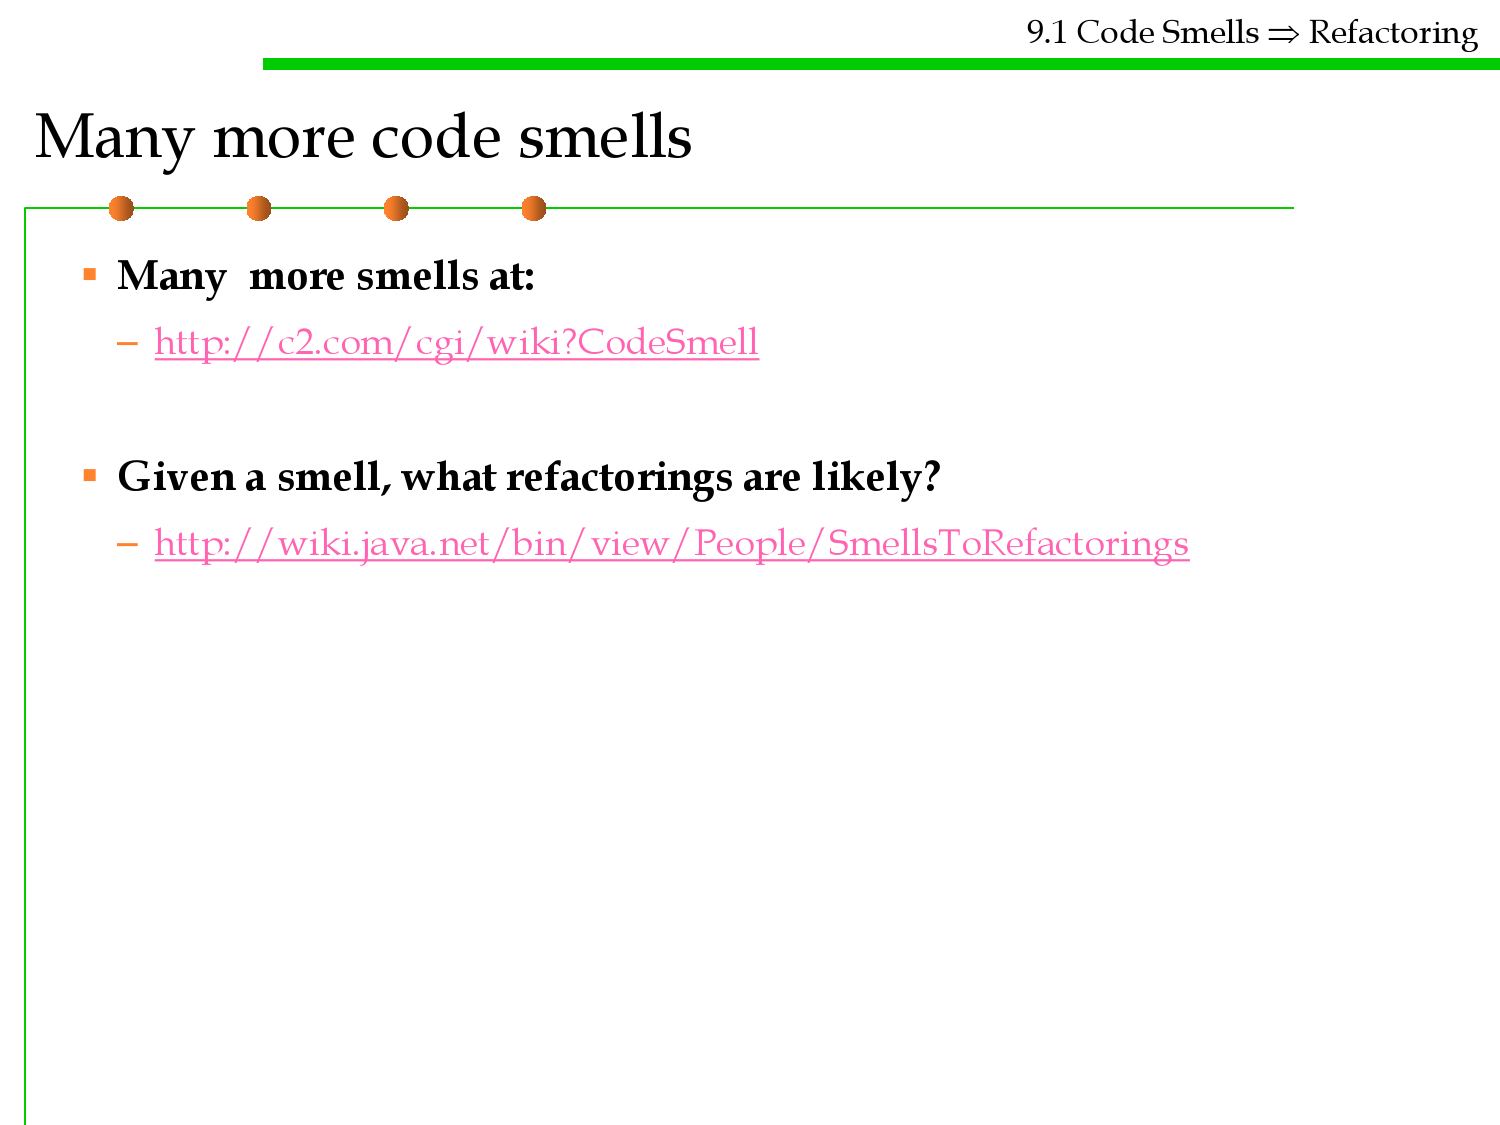 9.1 Code Smells ⇒ Refactoring
Many more code smells
▪ Many  more smells at:
– http://c2.com/cgi/wiki?CodeSmell
▪ Given a smell, what refactorings are likely?
– http://wiki.java.net/bin/view/People/SmellsToRefactorings